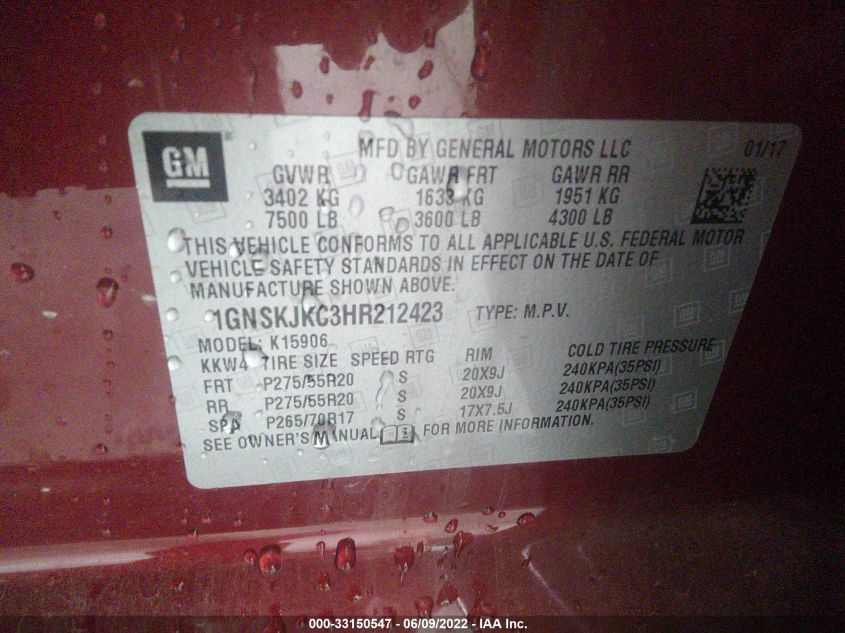 GM
MFD BY GENERAL MOTORS LLC 01/17
GVWR GAWR FRT GAWR RR
3402 KG 1633 KG 1951 KG
7500 LB 3600 LB 4300 LB
THIS VEHICLE CONFORMS TO ALL APPLICABLE U.S. FEDERAL MOTOR
VEHICLE SAFETY STANDARDS IN EFFECT ON THE DATE OF
MANUFACTURE SHOWN ABOVE.
1GNSKJKC3HR212423 TYPE: M.P.V.
MODEL: K15906
KKW4 TIRE SIZE SPEED RTG RIM COLD TIRE PRESSURE
FRT P275/55R20 S 20X9J 240KPA(35PSI)
RR P275/55R20 S 20X9J 240KPA(35PSI)
SPA P265/70R17 S 17X7.5J 240KPA(35PSI)
SEE OWNER'S MANUAL FOR MORE INFORMATION.
000-33150547 - 06/09/2022 - IAA Inc.